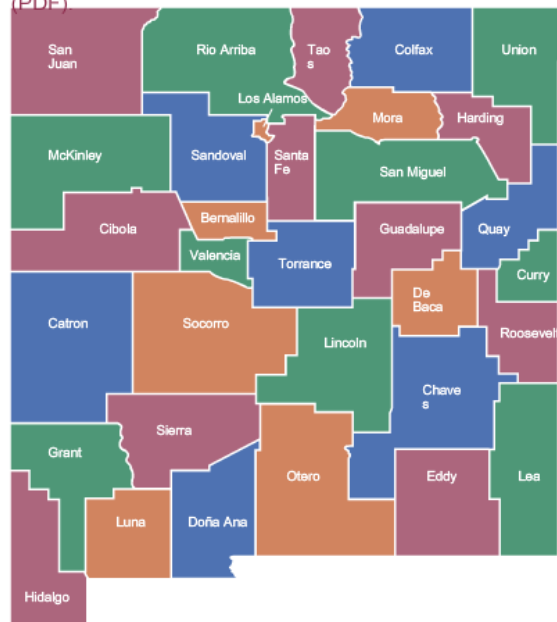 (PDF).
San
Juan
Rio Arriba
Tao
s
Colfax
Union
Los Alamos
Mora
Harding
McKinley
Sandoval
Santa
Fe
San Miguel
Cibola
Bernalillo
Guadalupe
Quay
Valencia
Torrance
Curry
Catron
Socorro
De
Baca
Lincoln
Roosevelt
Chave
s
Sierra
Grant
Otero
Eddy
Lea
Luna
Doña Ana
Hidalgo